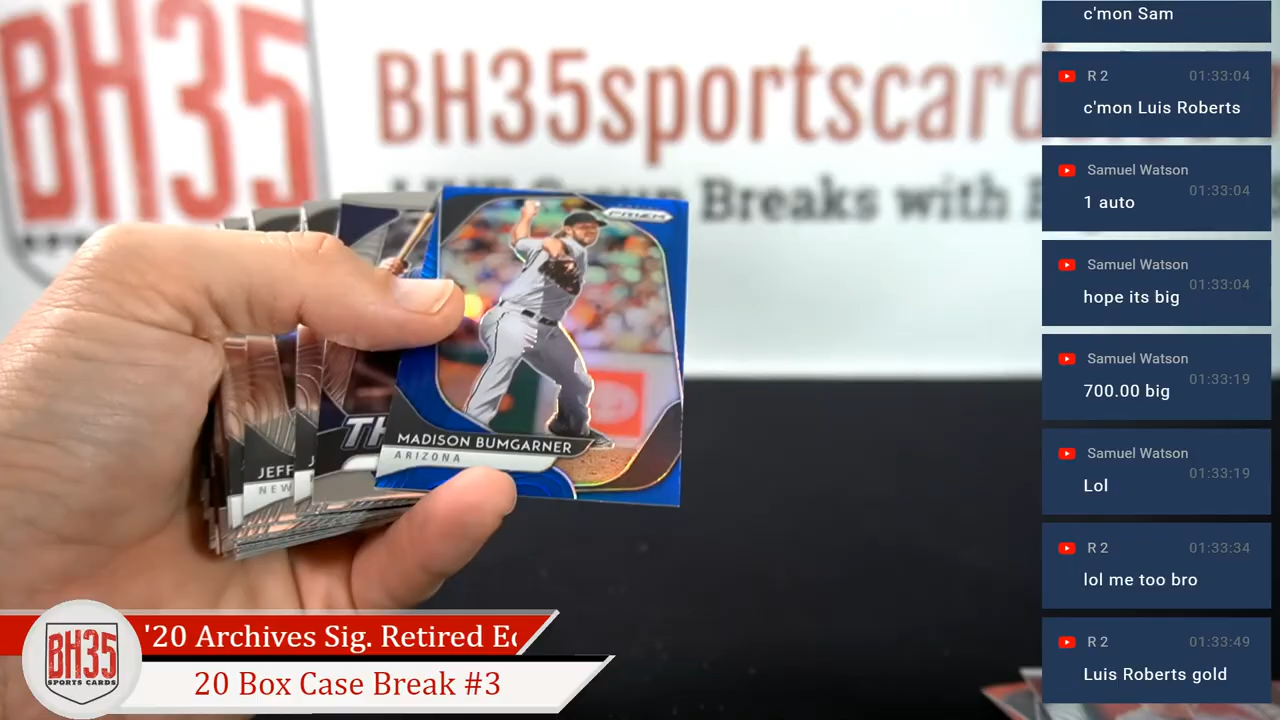 BH35
BH35sportscard
Breaks with
PRIZM
MADISON BUMGARNER
ARIZONA
JEFF
NEW
TH
'20 Archives Sig. Retired Ed
20 Box Case Break #3
BH35
SPORTS CARDS
c'mon Sam
R 2 01:33:04
c'mon Luis Roberts
Samuel Watson 01:33:04
1 auto
Samuel Watson 01:33:04
hope its big
Samuel Watson 01:33:19
700.00 big
Samuel Watson 01:33:19
Lol
R 2 01:33:34
lol me too bro
R 2 01:33:49
Luis Roberts gold